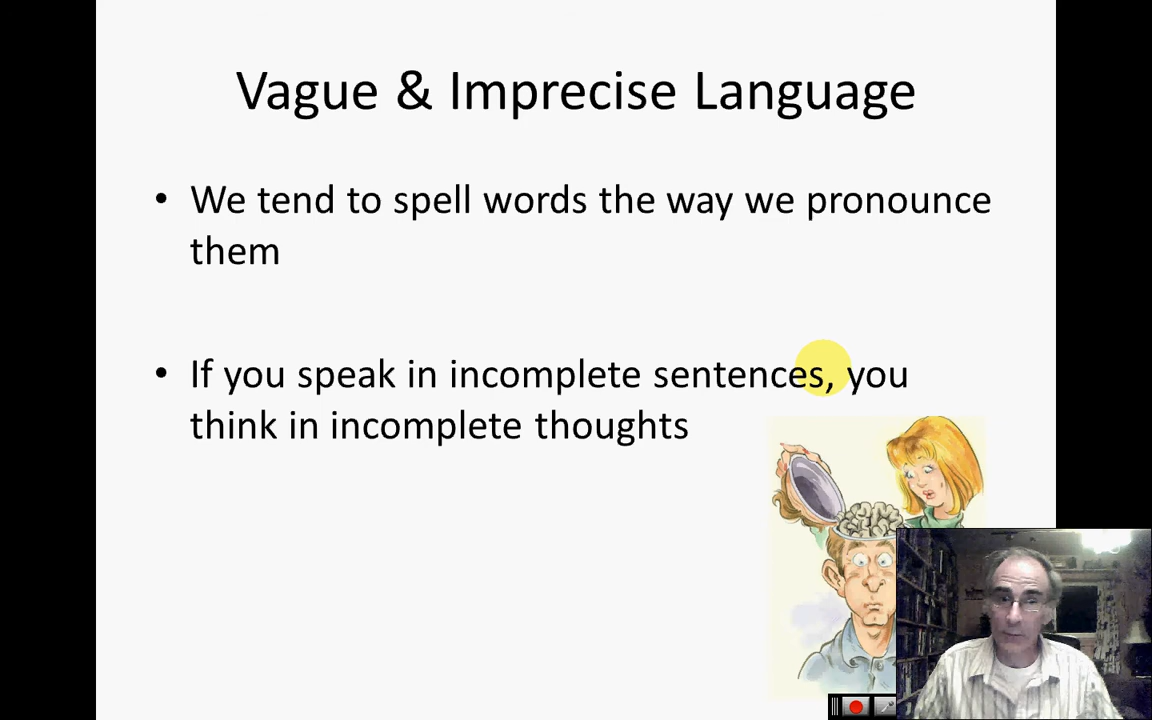 Vague & Imprecise Language
• We tend to spell words the way we pronounce
them
• If you speak in incomplete sentences, you
think in incomplete thoughts